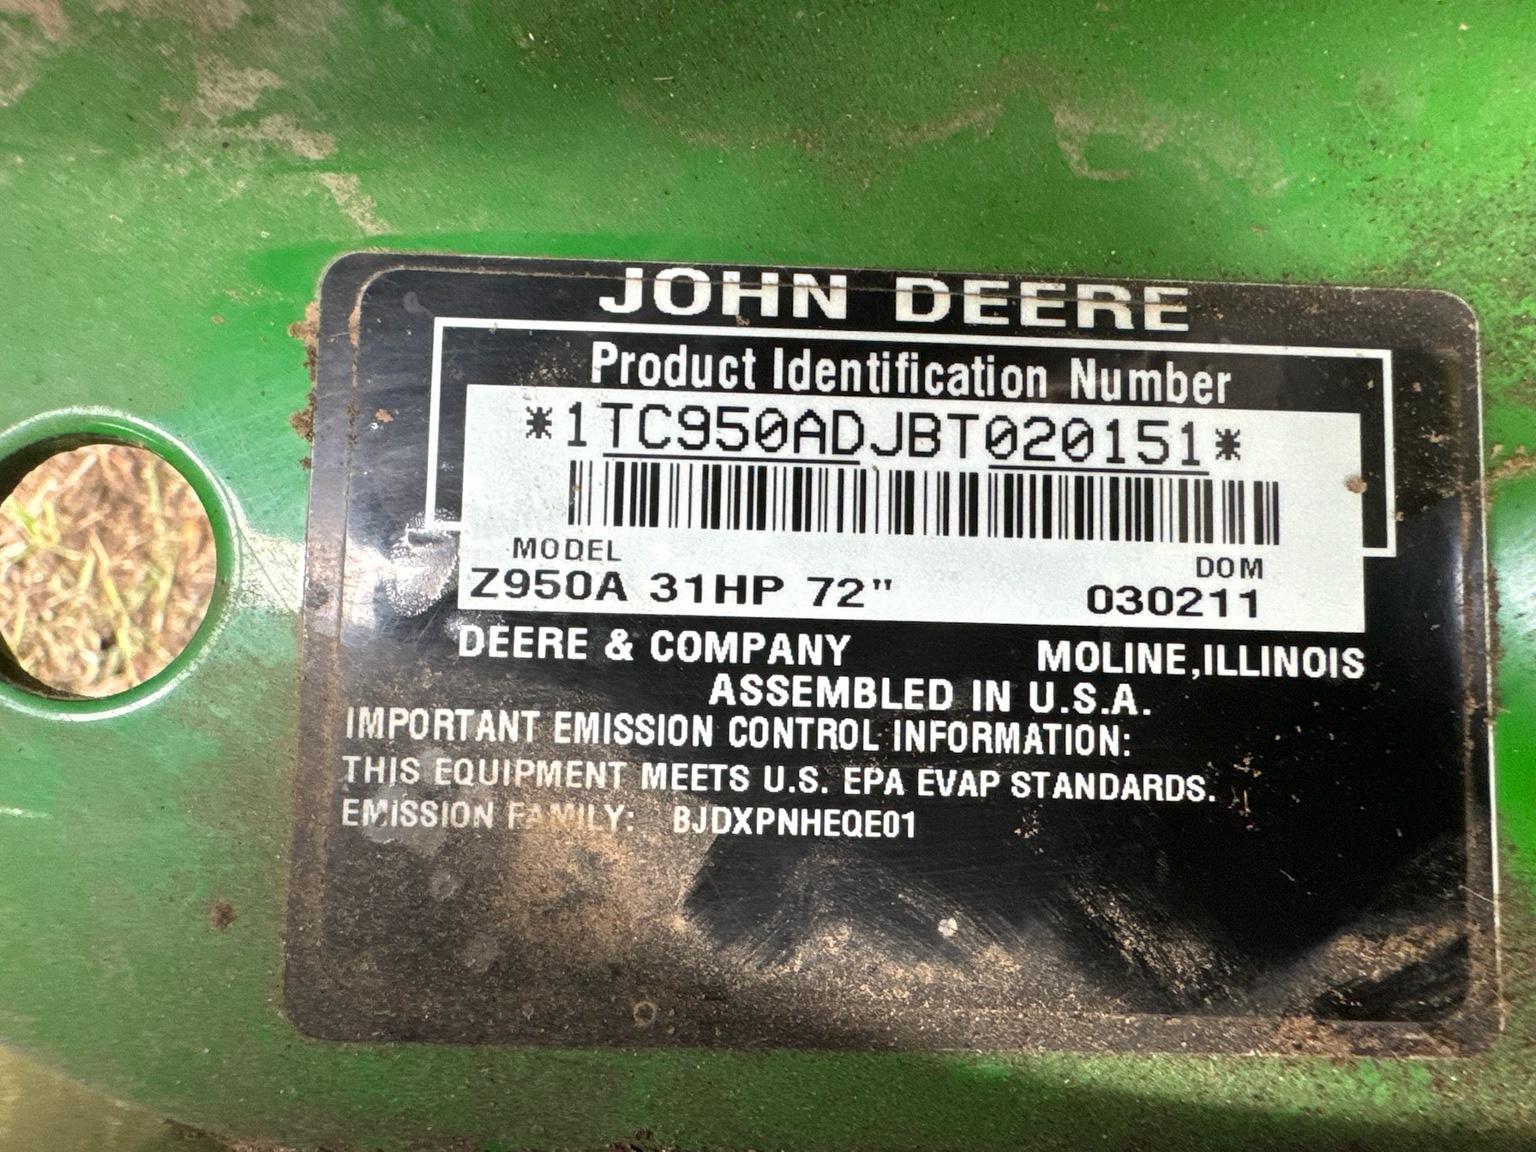 JOHN DEERE
Product Identification Number
*1TC950ADJBT020151*
MODEL DOM
Z950A 31HP 72" 030211
DEERE & COMPANY MOLINE,ILLINOIS
ASSEMBLED IN U.S.A.
IMPORTANT EMISSION CONTROL INFORMATION:
THIS EQUIPMENT MEETS U.S. EPA EVAP STANDARDS.
EMISSION FAMILY: BJDXPNHEQE01